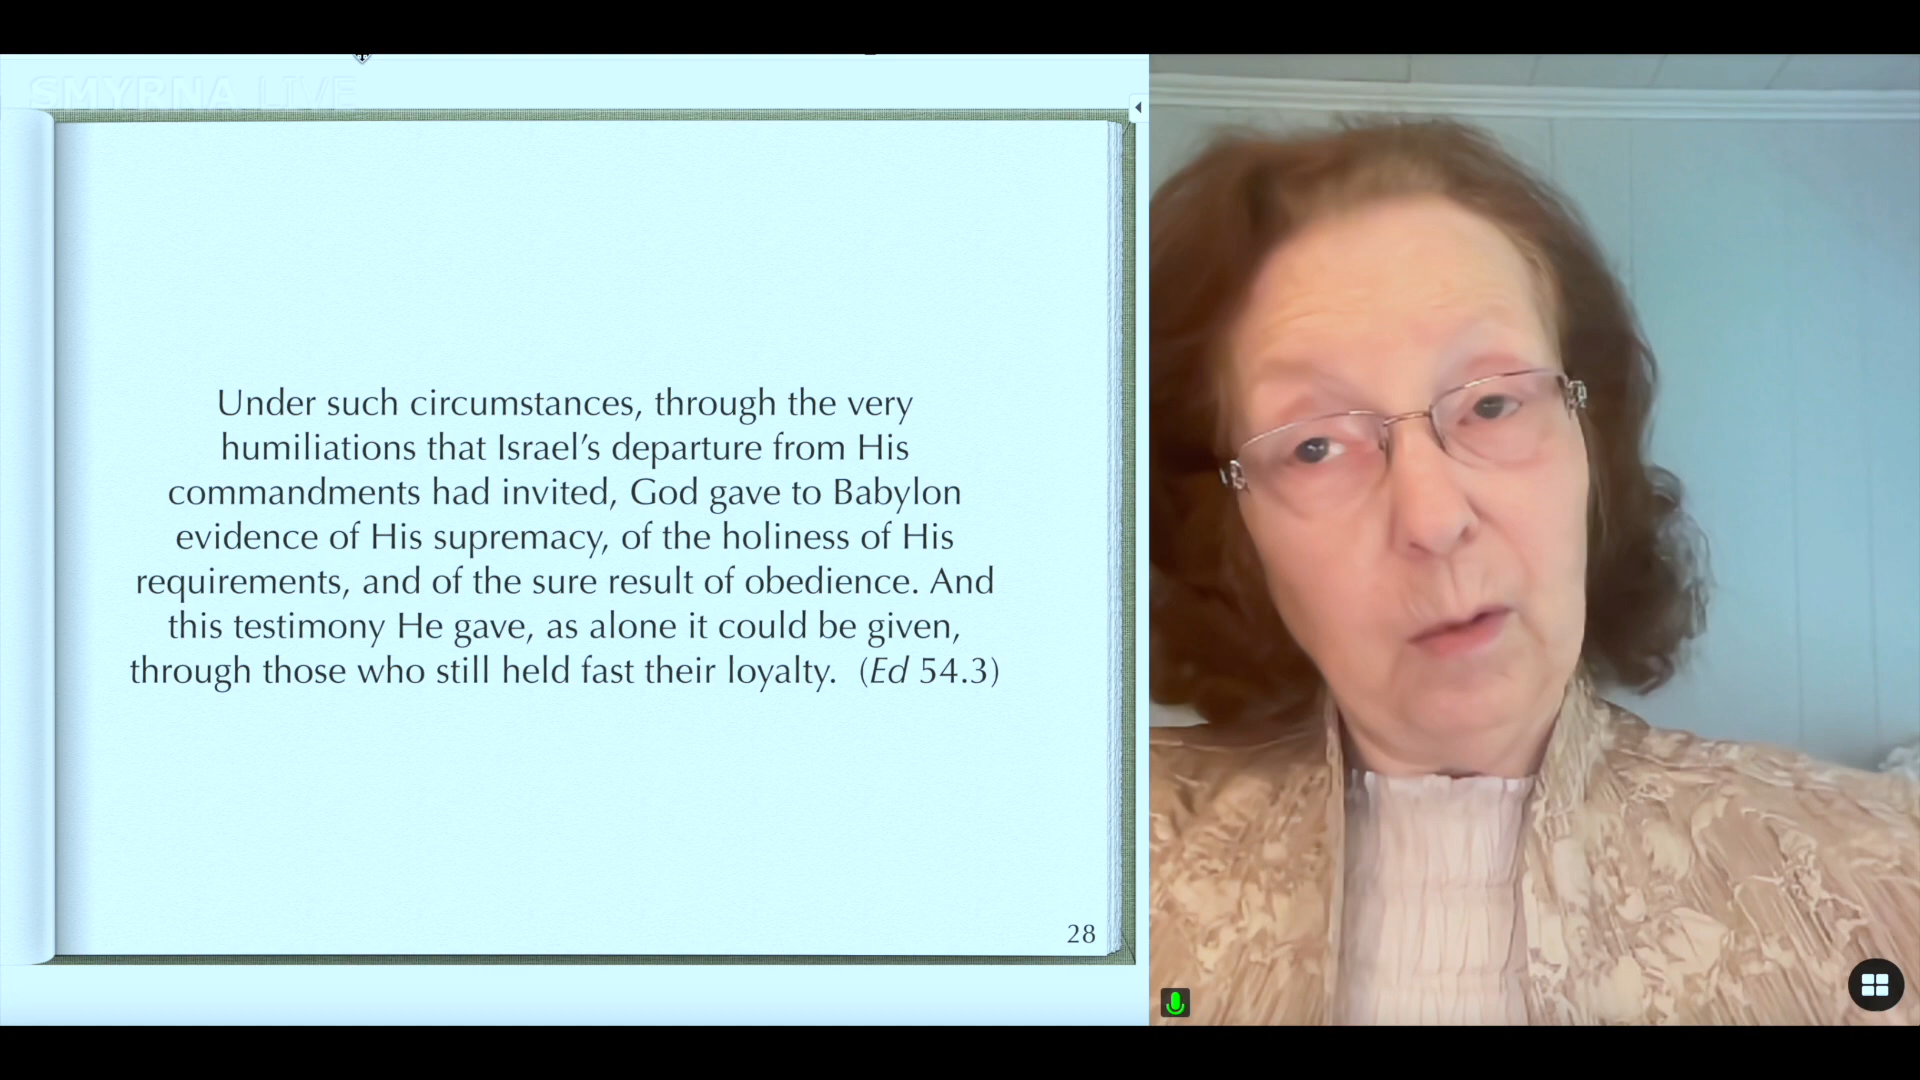 SMYRNA LIVE
Under such circumstances, through the very
humiliations that Israel’s departure from His
commandments had invited, God gave to Babylon
evidence of His supremacy, of the holiness of His
requirements, and of the sure result of obedience. And
this testimony He gave, as alone it could be given,
through those who still held fast their loyalty.  (Ed 54.3)
28